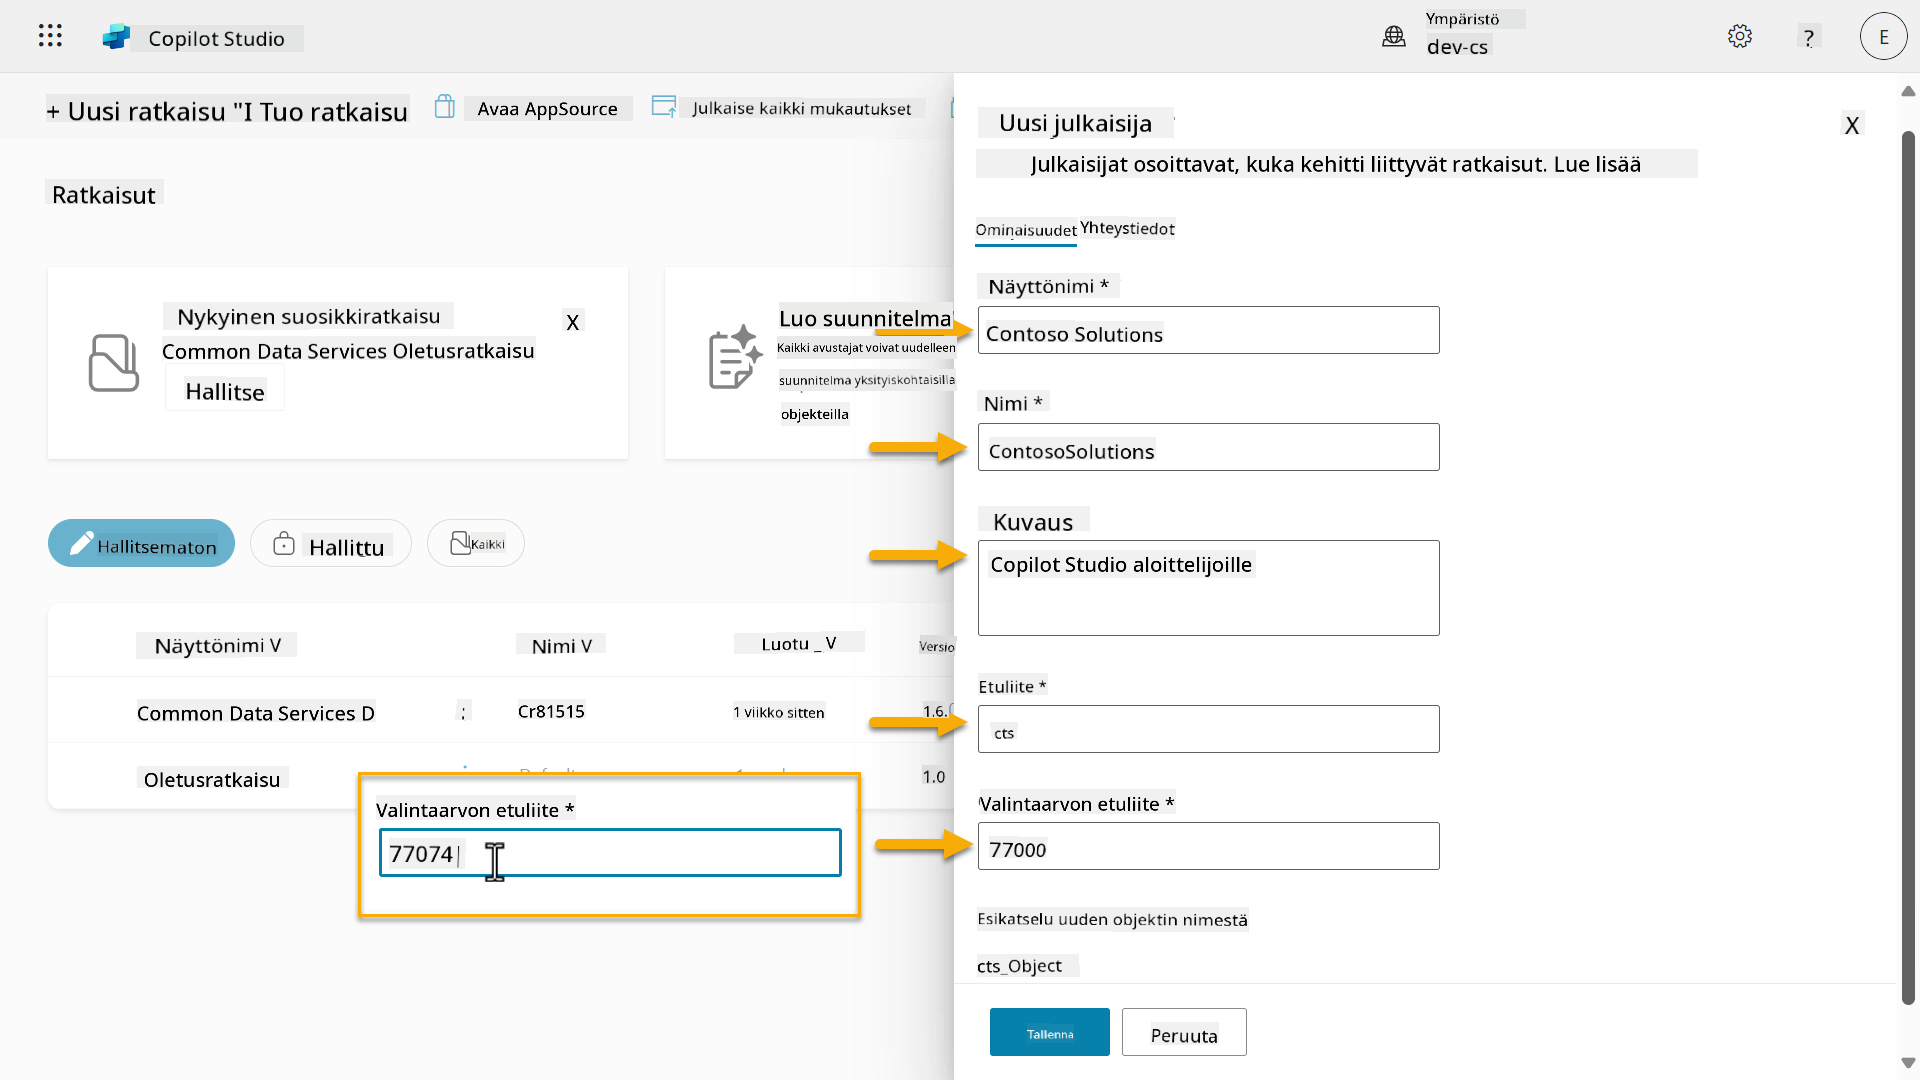 Copilot Studio
Ympäristö
dev-cs
?
E
+ Uusi ratkaisu "I Tuo ratkaisu
Avaa AppSource
Julkaise kaikki mukautukset
Ratkaisut
Nykyinen suosikkiratkaisu
Common Data Services Oletusratkaisu
Hallitse
X
Luo suunnitelma
Kaikki avustajat voivat uudelleen
suunnitelma yksityiskohtaisilla
objekteilla
Hallitsematon
Hallittu
Kaikki
Näyttönimi V
Nimi V
Luotu _ V
Versio
Common Data Services D
:
Cr81515
1 viikko sitten
1.6.
Oletusratkaisu
1.0
Valintaarvon etuliite *
77074
Uusi julkaisija
X
Julkaisijat osoittavat, kuka kehitti liittyvät ratkaisut. Lue lisää
Ominaisuudet
Yhteystiedot
Näyttönimi *
Contoso Solutions
Nimi *
ContosoSolutions
Kuvaus
Copilot Studio aloittelijoille
Etuliite *
cts
Valintaarvon etuliite *
77000
Esikatselu uuden objektin nimestä
cts_Object
Tallenna
Peruuta